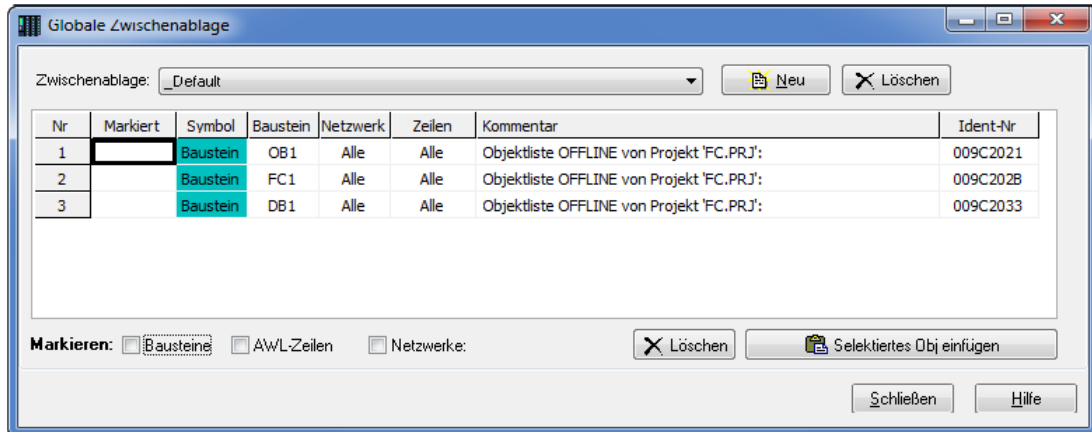 Globale Zwischenablage
Zwischenablage: _Default Neu Löschen
Nr Markiert Symbol Baustein Netzwerk Zeilen Kommentar Ident-Nr
1 Baustein OB1 Alle Alle Objektliste OFFLINE von Projekt 'FC.PRJ': 009C2021
2 Baustein FC1 Alle Alle Objektliste OFFLINE von Projekt 'FC.PRJ': 009C202B
3 Baustein DB1 Alle Alle Objektliste OFFLINE von Projekt 'FC.PRJ': 009C2033
Markieren: Bausteine AWL-Zeilen Netzwerke: Löschen Selektiertes Obj einfügen
Schließen Hilfe